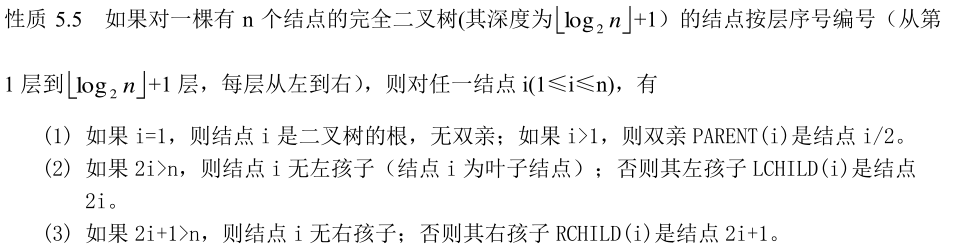 性质 5.5 如果对一棵有 n 个结点的完全二叉树(其深度为⌊log₂ n⌋+1）的结点按层序号编号（从第
1 层到⌊log₂ n⌋+1 层，每层从左到右），则对任一结点 i(1≤i≤n)，有
(1) 如果 i=1，则结点 i 是二叉树的根，无双亲；如果 i>1，则双亲 PARENT(i)是结点 i/2。
(2) 如果 2i>n，则结点 i 无左孩子（结点 i 为叶子结点）；否则其左孩子 LCHILD(i)是结点
2i。
(3) 如果 2i+1>n，则结点 i 无右孩子；否则其右孩子 RCHILD(i)是结点 2i+1。